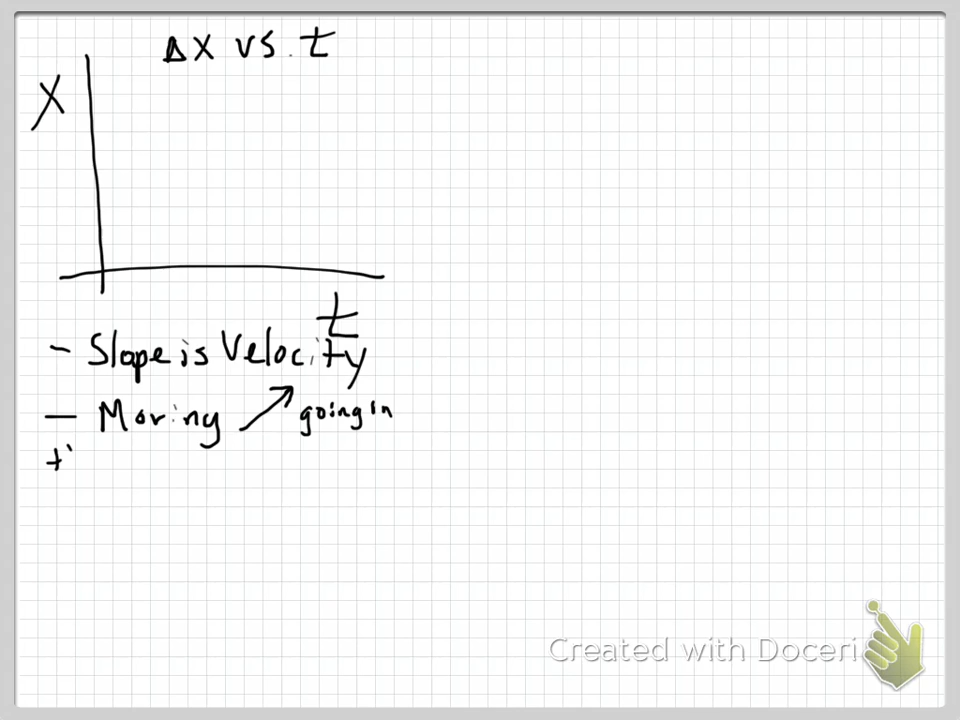 Δx vs. t
x
t
- Slope is Velocity
- Moving ↗ going in
+
Created with Doceri